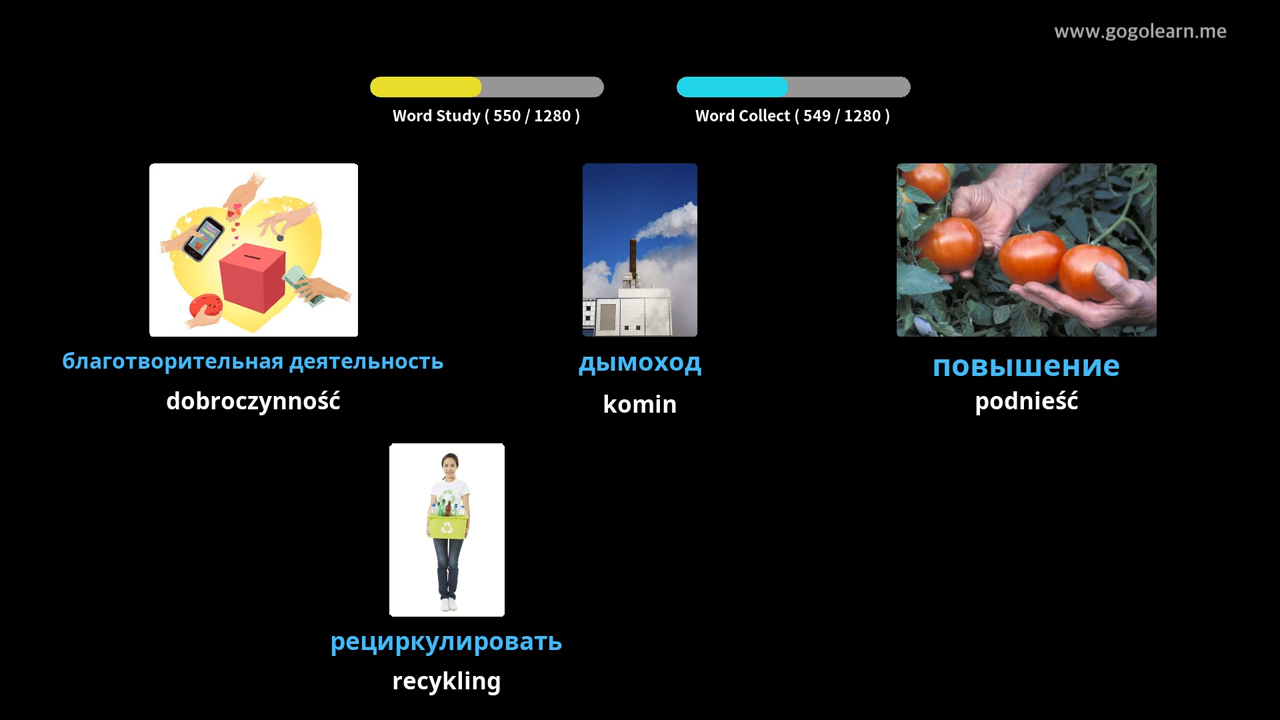 www.gogolearn.me
Word Study ( 550 / 1280 )
Word Collect ( 549 / 1280 )
благотворительная деятельность
dobroczynność
дымоход
komin
повышение
podnieść
рециркулировать
recykling